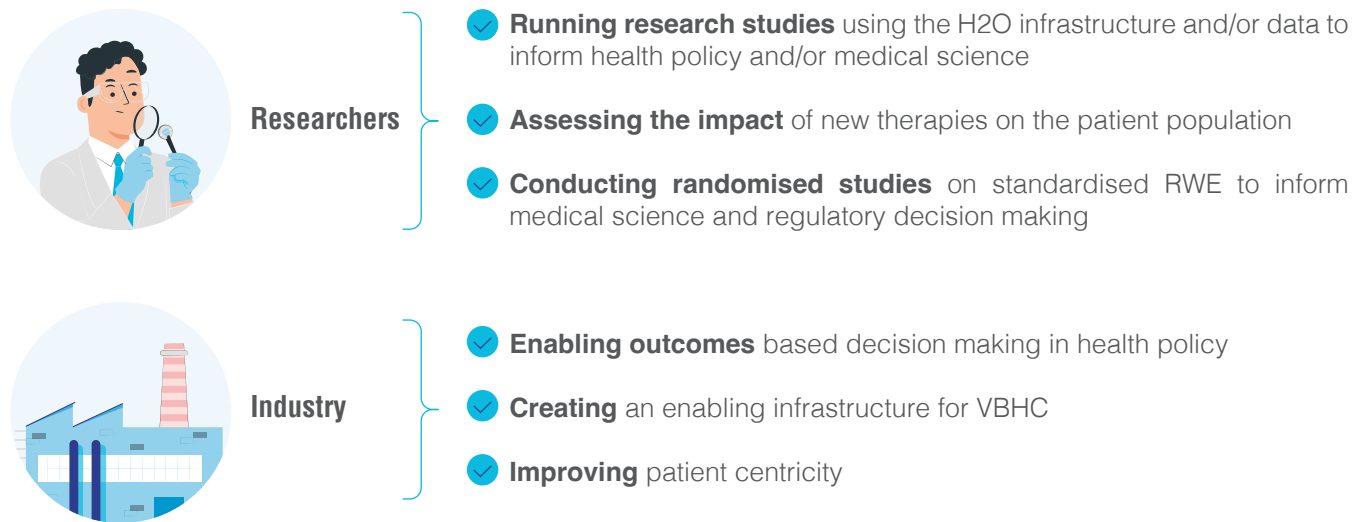 Researchers
Running research studies using the H2O infrastructure and/or data to
inform health policy and/or medical science
Assessing the impact of new therapies on the patient population
Conducting randomised studies on standardised RWE to inform
medical science and regulatory decision making
Industry
Enabling outcomes based decision making in health policy
Creating an enabling infrastructure for VBHC
Improving patient centricity